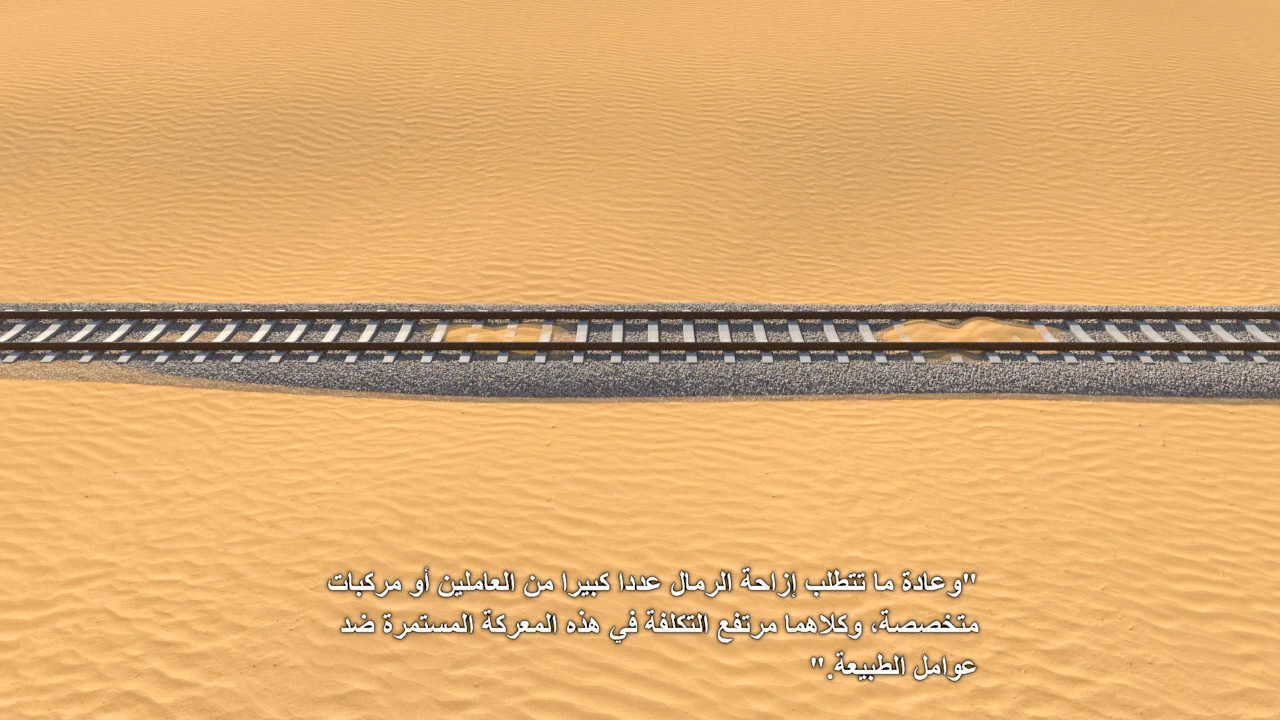 "وعادة ما تتطلب إزاحة الرمال عددا كبيرا من العاملين أو مركبات
متخصصة، وكلاهما مرتفع التكلفة في هذه المعركة المستمرة ضد
عوامل الطبيعة."